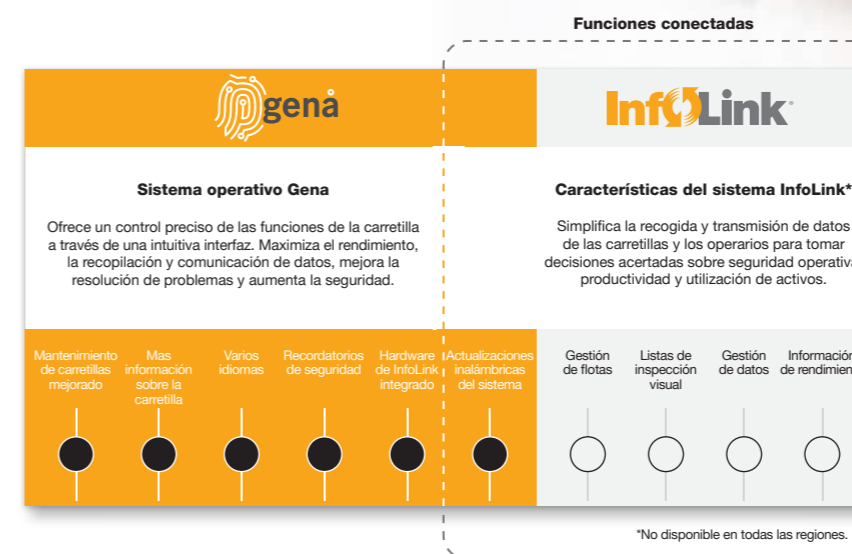 Funciones conectadas
gena
InfoLink
Sistema operativo Gena
Ofrece un control preciso de las funciones de la carretilla
a través de una intuitiva interfaz. Maximiza el rendimiento,
la recopilación y comunicación de datos, mejora la
resolución de problemas y aumenta la seguridad.
Características del sistema InfoLink*
Simplifica la recogida y transmisión de datos
de las carretillas y los operarios para tomar
decisiones acertadas sobre seguridad operativa
productividad y utilización de activos.
Mantenimiento
de carretillas
mejorado
Mas
información
sobre la
carretilla
Varios
idiomas
Recordatorios
de seguridad
Hardware
de InfoLink
integrado
Actualizaciones
inalámbricas
del sistema
Gestión
de flotas
Listas de
inspección
visual
Gestión
de datos
Información
de rendimien
*No disponible en todas las regiones.